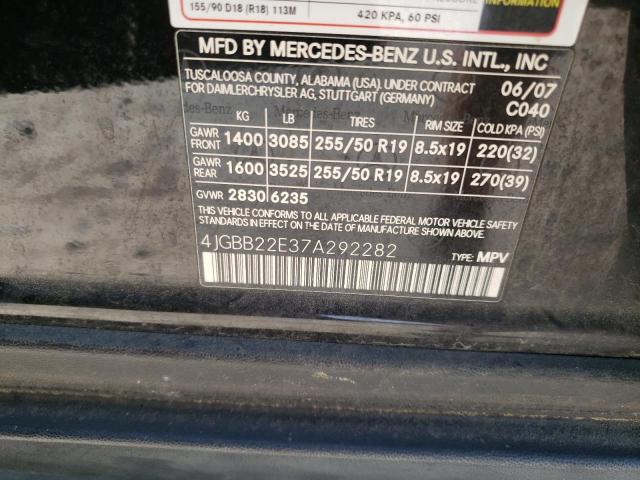 155/90 D18 (R18) 113M
420 KPA, 60 PSI
MFD BY MERCEDES-BENZ U.S. INTL., INC
TUSCALOOSA COUNTY, ALABAMA (USA). UNDER CONTRACT 06/07
FOR DAIMLERCHRYSLER AG, STUTTGART (GERMANY) C040
KG LB TIRES RIM SIZE COLD KPA (PSI)
GAWR FRONT 1400 3085 255/50 R19 8.5x19 220(32)
GAWR REAR 1600 3525 255/50 R19 8.5x19 270(39)
GVWR 2830 6235
THIS VEHICLE CONFORMS TO ALL APPLICABLE FEDERAL MOTOR VEHICLE SAFETY
STANDARDS IN EFFECT ON THE DATE OF MANUFACTURE SHOWN ABOVE.
4JGBB22E37A292282
TYPE: MPV